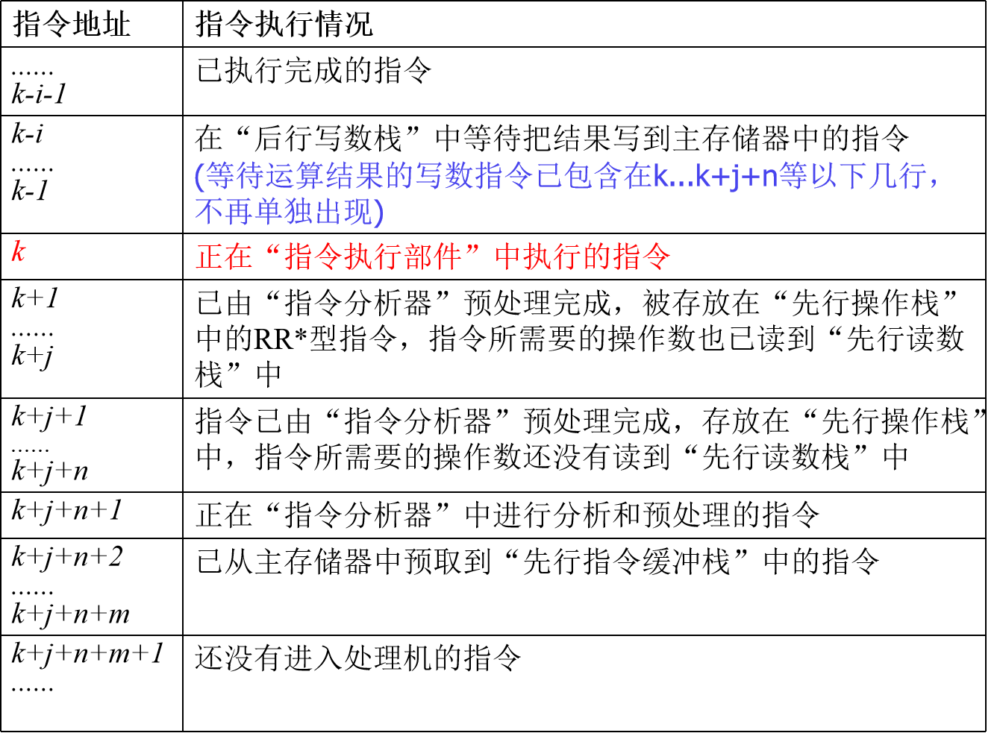 指令地址
指令执行情况
……
k-i-1
已执行完成的指令
k-i
……
k-1
在“后行写数栈”中等待把结果写到主存储器中的指令
(等待运算结果的写数指令已包含在k...k+j+n等以下几行，
不再单独出现)
k
正在“指令执行部件”中执行的指令
k+1
……
k+j
已由“指令分析器”预处理完成，被存放在“先行操作栈”
中的RR*型指令，指令所需要的操作数也已读到“先行读数
栈”中
k+j+1
……
k+j+n
指令已由“指令分析器”预处理完成，存放在“先行操作栈”
中，指令所需要的操作数还没有读到“先行读数栈”中
k+j+n+1
正在“指令分析器”中进行分析和预处理的指令
k+j+n+2
……
k+j+n+m
已从主存储器中预取到“先行指令缓冲栈”中的指令
k+j+n+m+1
……
还没有进入处理机的指令